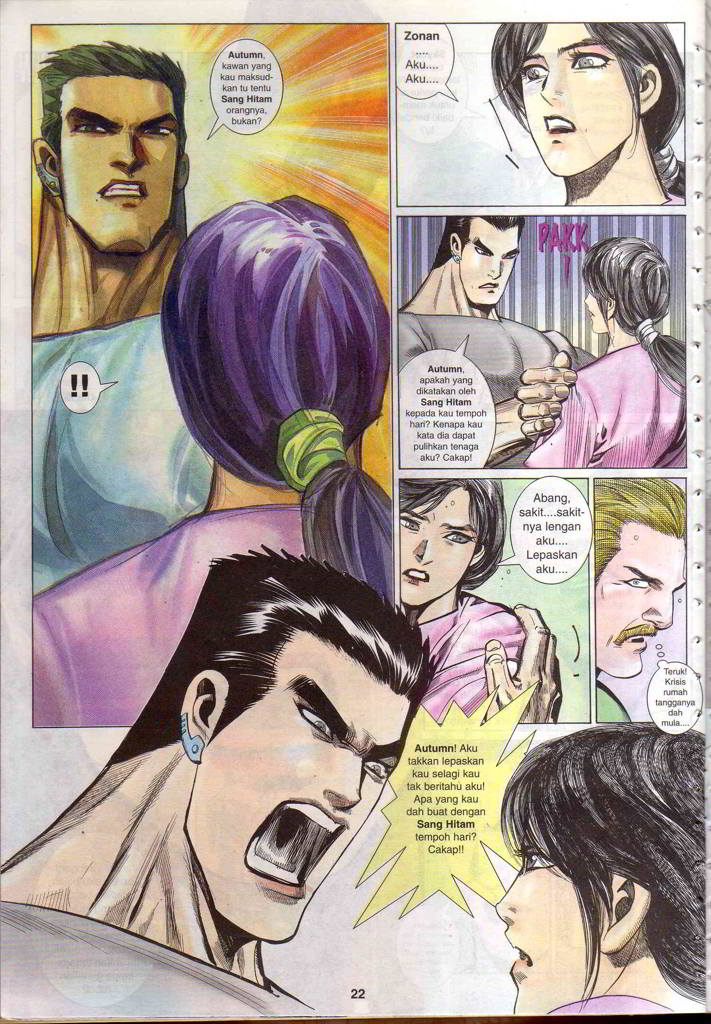 Autumn,
kawan yang
kau maksud-
kan tu tentu
Sang Hitam
orangnya,
bukan?
!!
Zonan
....
Aku....
Aku....
PAKK
!
Autumn,
apakah yang
dikatakan oleh
Sang Hitam
kepada kau tempoh
hari? Kenapa kau
kata dia dapat
pulihkan tenaga
aku? Cakap!
Abang,
sakit....sakit-
nya lengan
aku....
Lepaskan
aku....
Teruk!
Krisis
rumah
tangganya
dah
mula....
Autumn! Aku
takkan lepaskan
kau selagi kau
tak beritahu aku!
Apa yang kau
dah buat dengan
Sang Hitam
tempoh hari?
Cakap!!
22